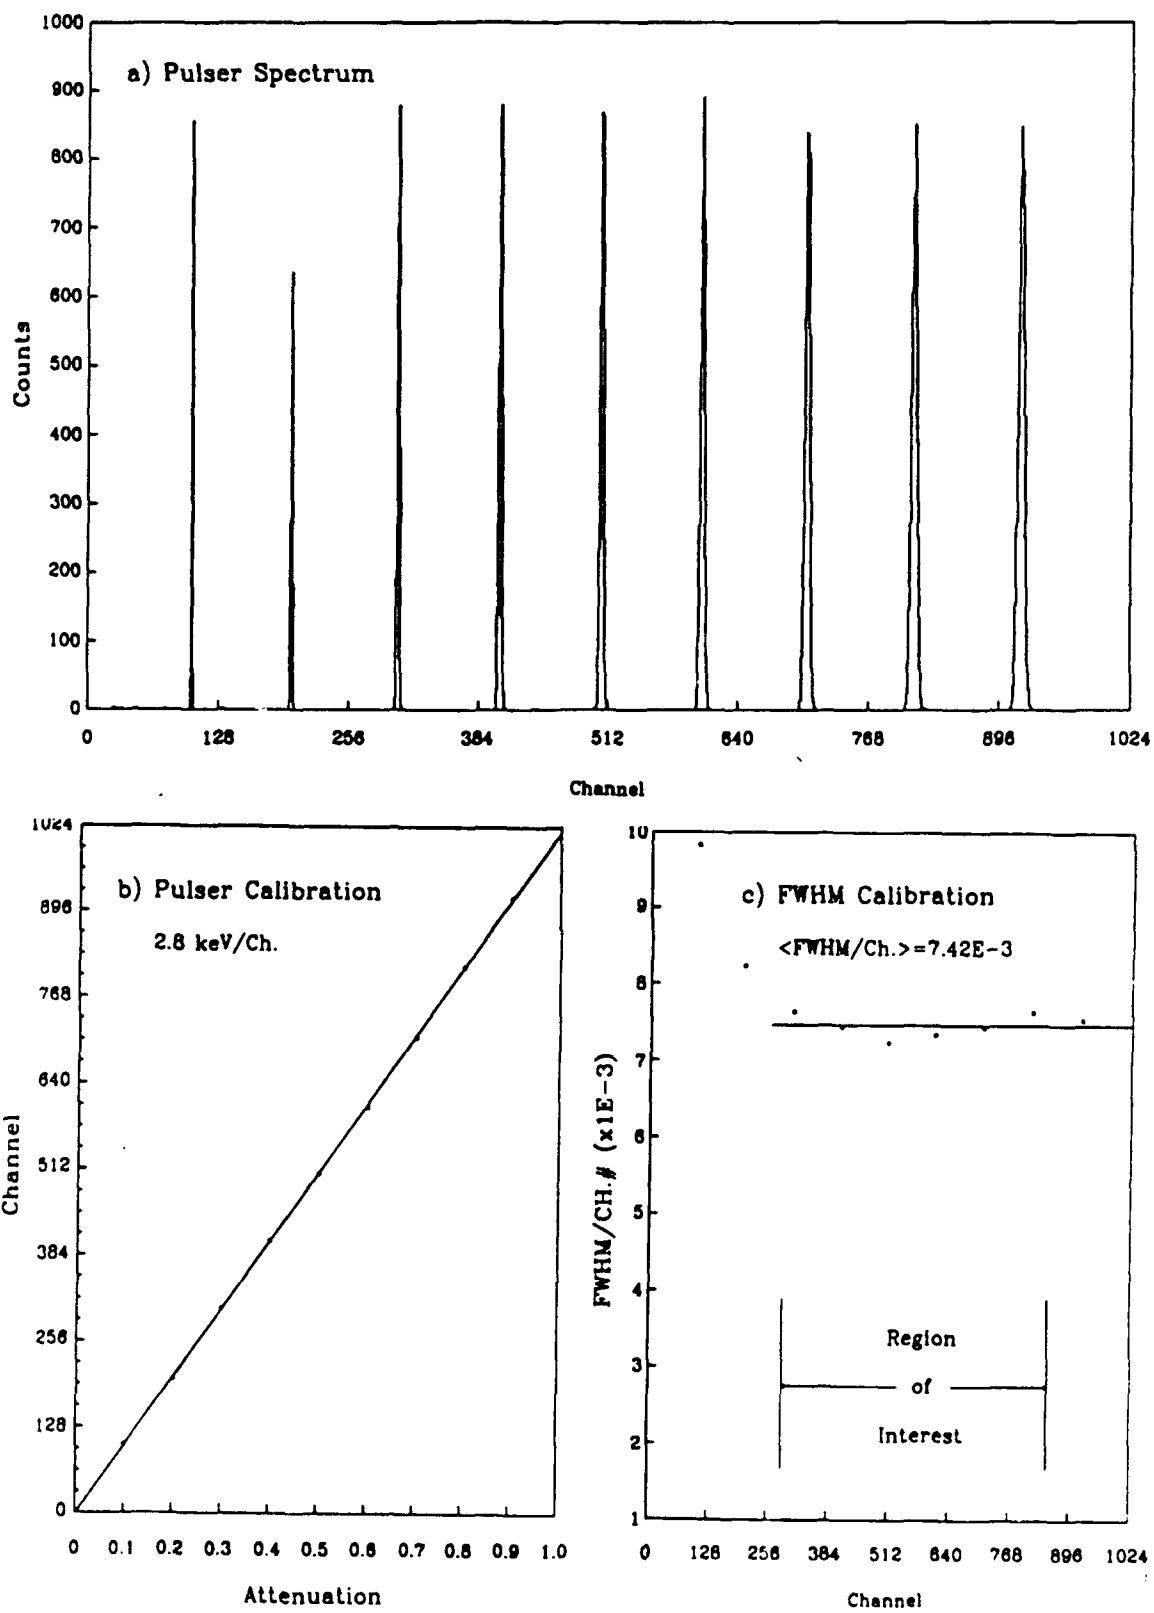 1000
900
800
700
600
500
400
300
200
100
0
Counts
a) Pulser Spectrum
0 128 256 384 512 640 768 896 1024
Channel
1024
896
768
640
512
384
256
128
0
Channel
b) Pulser Calibration
2.8 keV/Ch.
0 0.1 0.2 0.3 0.4 0.5 0.6 0.7 0.8 0.9 1.0
Attenuation
10
9
8
7
6
5
4
3
2
1
FWHM/CH.# (x1E-3)
c) FWHM Calibration
<FWHM/Ch.>=7.42E-3
Region
of
Interest
0 128 256 384 512 640 768 896 1024
Channel